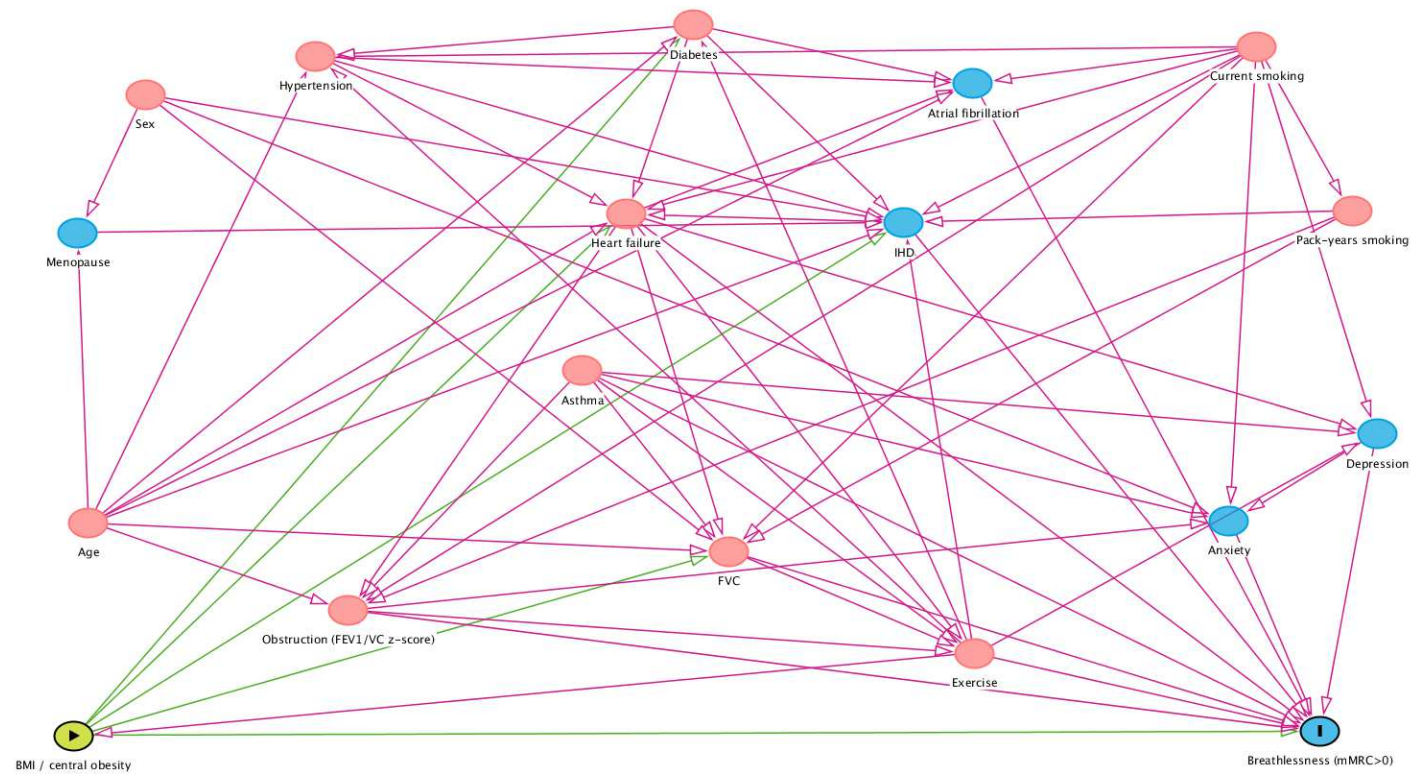 Diabetes
Hypertension
Current smoking
Atrial fibrillation
Sex
Heart failure
IHD
Pack-years smoking
Menopause
Asthma
Depression
Age
FVC
Anxiety
Obstruction (FEV1/VC z-score)
Exercise
BMI / central obesity
Breathlessness (mMRC>0)